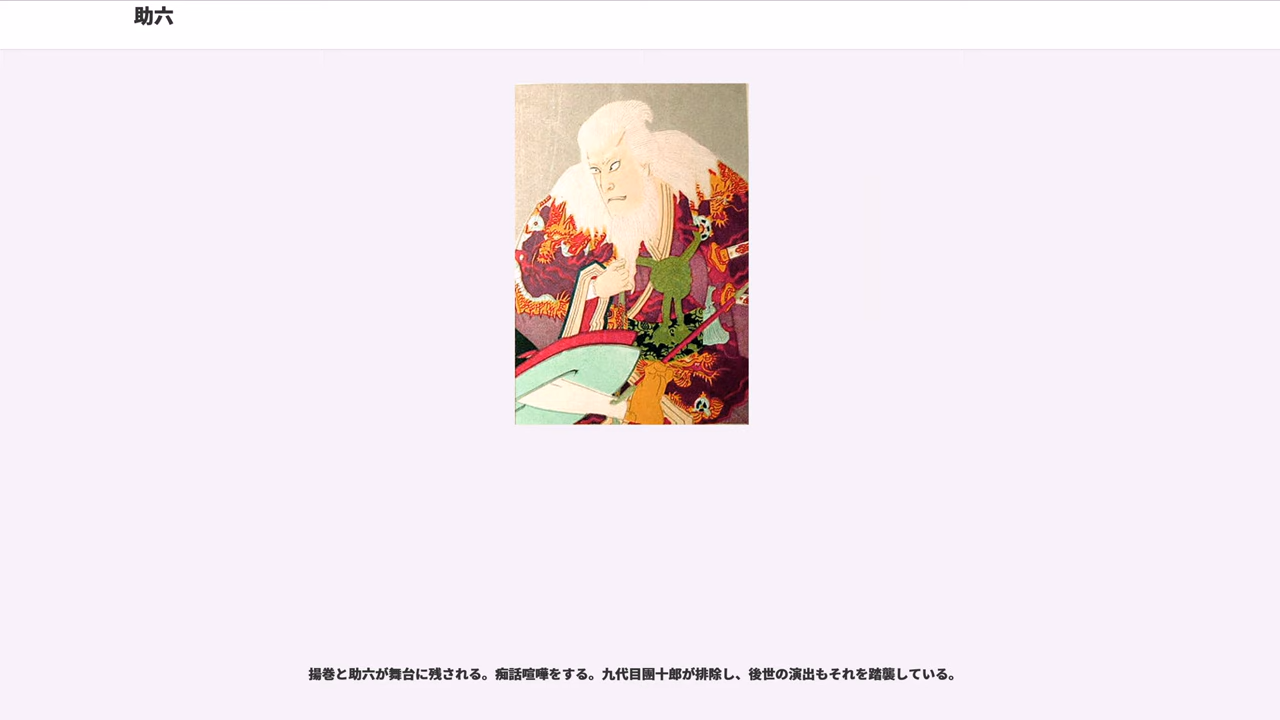 助六
揚巻と助六が舞台に残される。痴話喧嘩をする。九代目團十郎が排除し、後世の演出もそれを踏襲している。